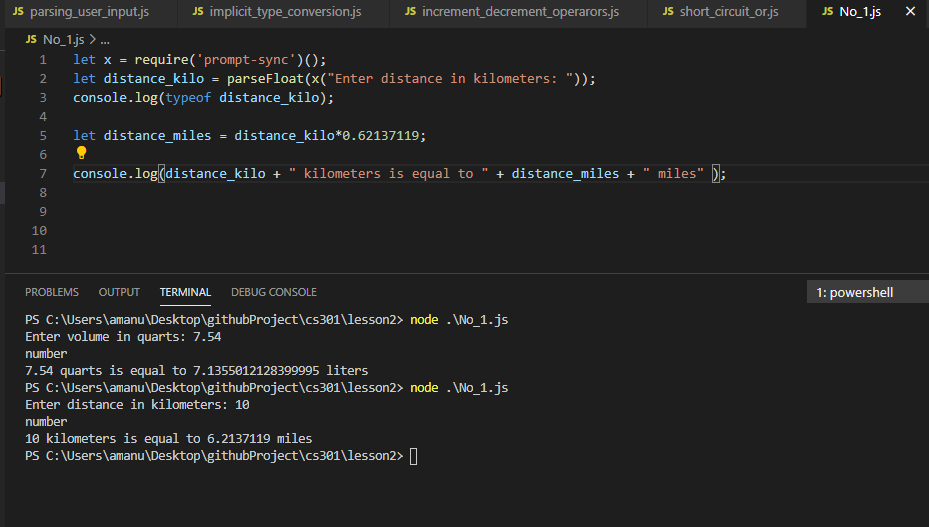 JS parsing_user_input.js JS implicit_type_conversion.js JS increment_decrement_operarors.js JS short_circuit_or.js JS No_1.js ×
JS No_1.js > ...
1 let x = require('prompt-sync')();
2 let distance_kilo = parseFloat(x("Enter distance in kilometers: "));
3 console.log(typeof distance_kilo);
4
5 let distance_miles = distance_kilo*0.62137119;
6
7 console.log(distance_kilo + " kilometers is equal to " + distance_miles + " miles" );
8
9
10
11
PROBLEMS OUTPUT TERMINAL DEBUG CONSOLE 1: powershell
PS C:\Users\amanu\Desktop\githubProject\cs301\lesson2> node .\No_1.js
Enter volume in quarts: 7.54
number
7.54 quarts is equal to 7.1355012128399995 liters
PS C:\Users\amanu\Desktop\githubProject\cs301\lesson2> node .\No_1.js
Enter distance in kilometers: 10
number
10 kilometers is equal to 6.2137119 miles
PS C:\Users\amanu\Desktop\githubProject\cs301\lesson2>